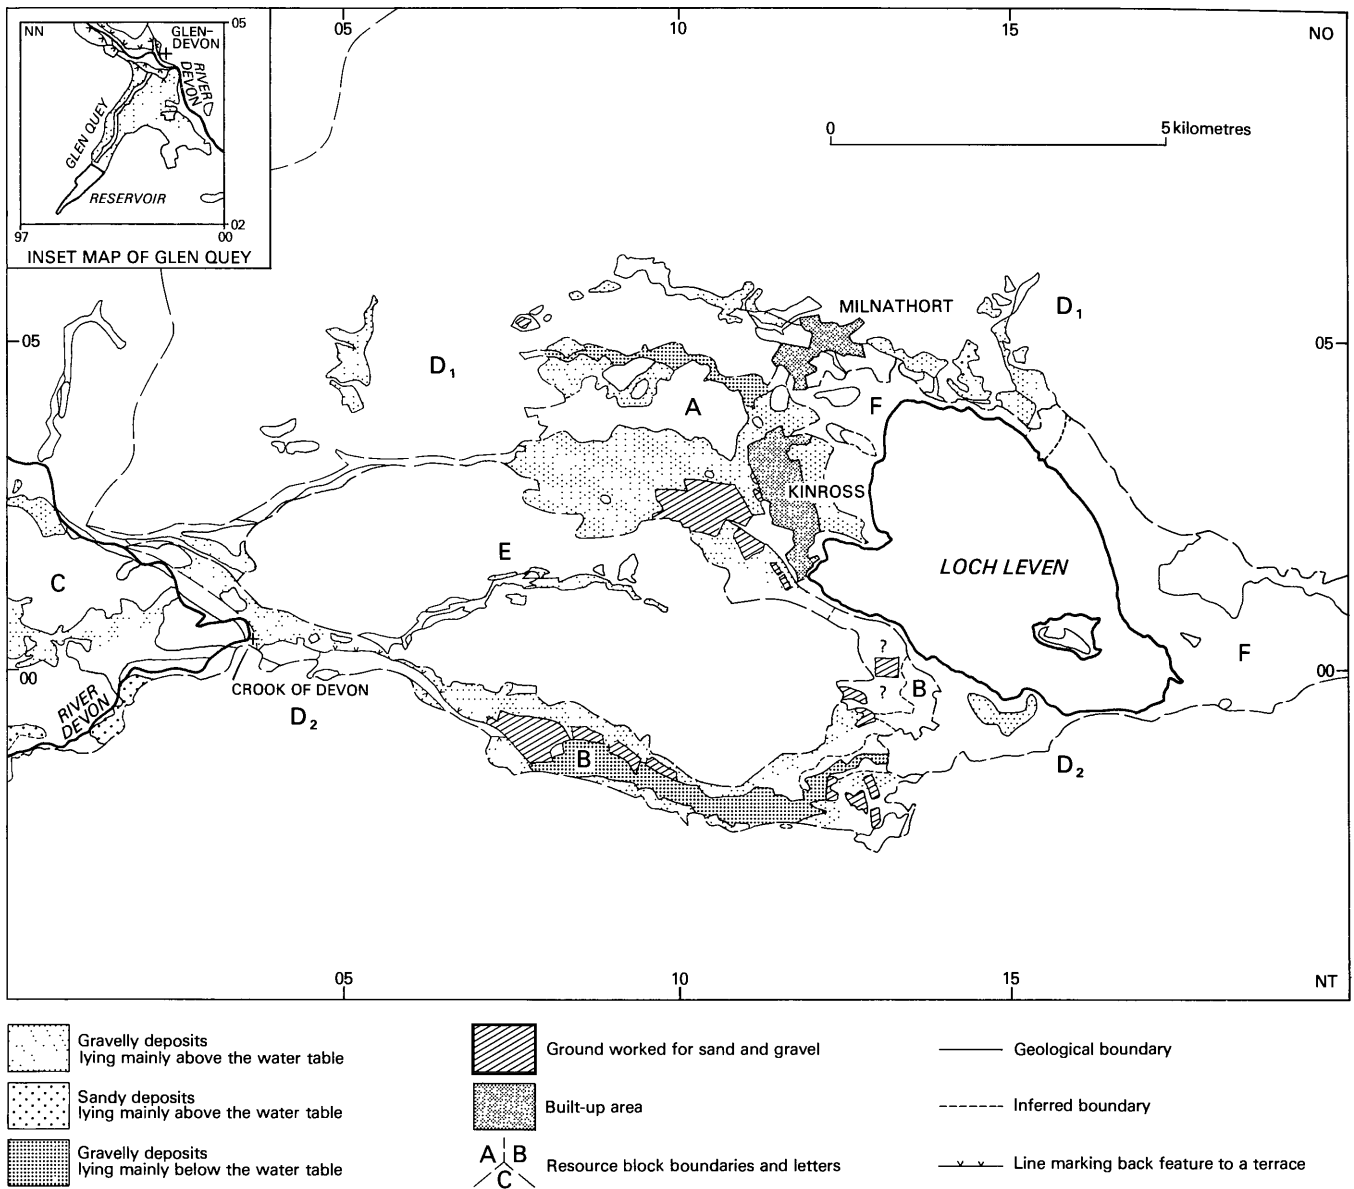 NN
05
GLEN-
DEVON
RIVER
DEVON
GLEN QUEY
RESERVOIR
02
97
00
INSET MAP OF GLEN QUEY
05
10
15
NO
0
5 kilometres
MILNATHORT
D1
05
05
D1
A
F
KINROSS
E
LOCH LEVEN
C
?
F
00
00
CROOK OF DEVON
?
B
RIVER
DEVON
D2
B
D2
05
10
15
NT
Gravelly deposits
lying mainly above the water table
Sandy deposits
lying mainly above the water table
Gravelly deposits
lying mainly below the water table
Ground worked for sand and gravel
Built-up area
A B
C
Resource block boundaries and letters
Geological boundary
Inferred boundary
Line marking back feature to a terrace